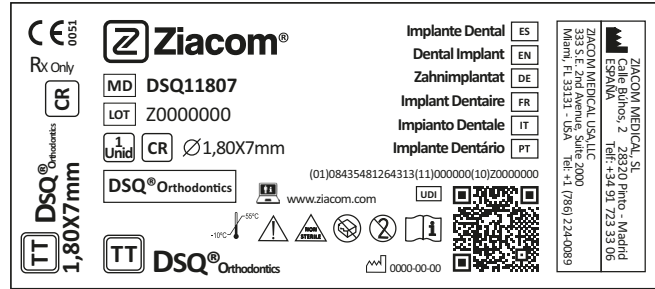 CE 0051
Rx Only
CR
TT DSQ® Orthodontics
1,80X7mm
Z Ziacom®
MD DSQ11807
LOT Z0000000
1 Unid CR Ø1,80X7mm
DSQ® Orthodontics
Implante Dental ES
Dental Implant EN
Zahnimplantat DE
Implant Dentaire FR
Impianto Dentale IT
Implante Dentário PT
(01)08435481264313(11)000000(10)Z0000000
www.ziacom.com UDI
-10°C 55°C NON STERILE 2 i
TT DSQ® Orthodontics
0000-00-00
ZIACOM MEDICAL, SL
Calle Búhos, 2 28320 Pinto - Madrid
ESPAÑA Telf: +34 91 723 33 06
ZIACOM MEDICAL USA,LLC
333 S.E. 2nd Avenue, Suite 2000
Miami, FL 33131 - USA Tel: +1 (786) 224-0089